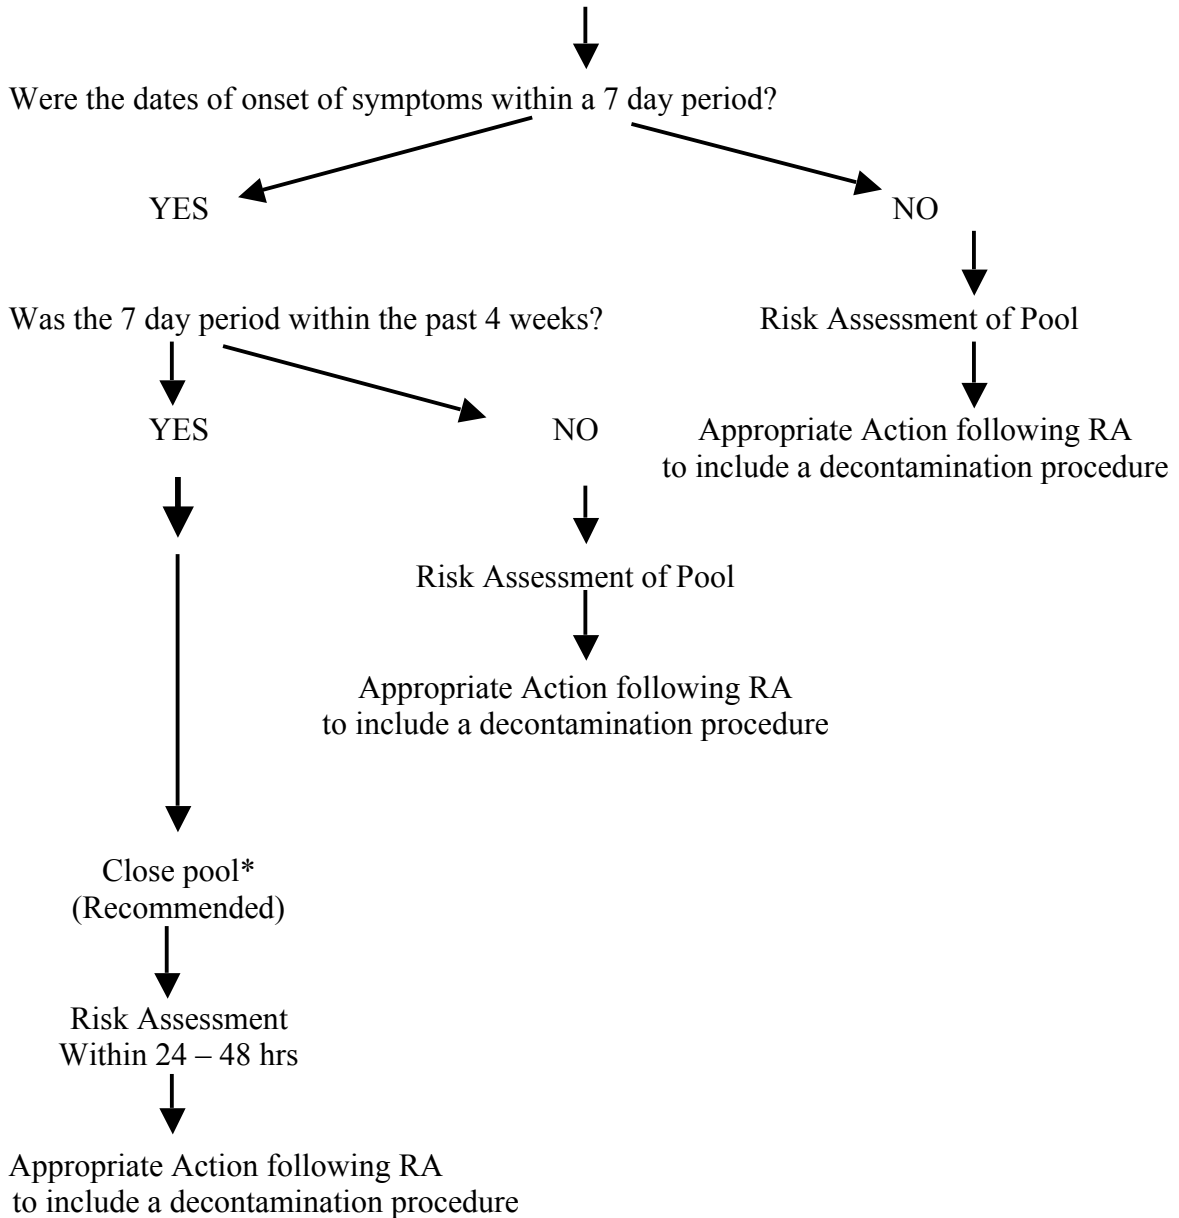 Were the dates of onset of symptoms within a 7 day period?
YES
NO
Was the 7 day period within the past 4 weeks?
Risk Assessment of Pool
YES
NO
Appropriate Action following RA
to include a decontamination procedure
Risk Assessment of Pool
Appropriate Action following RA
to include a decontamination procedure
Close pool*
(Recommended)
Risk Assessment
Within 24 – 48 hrs
Appropriate Action following RA
to include a decontamination procedure